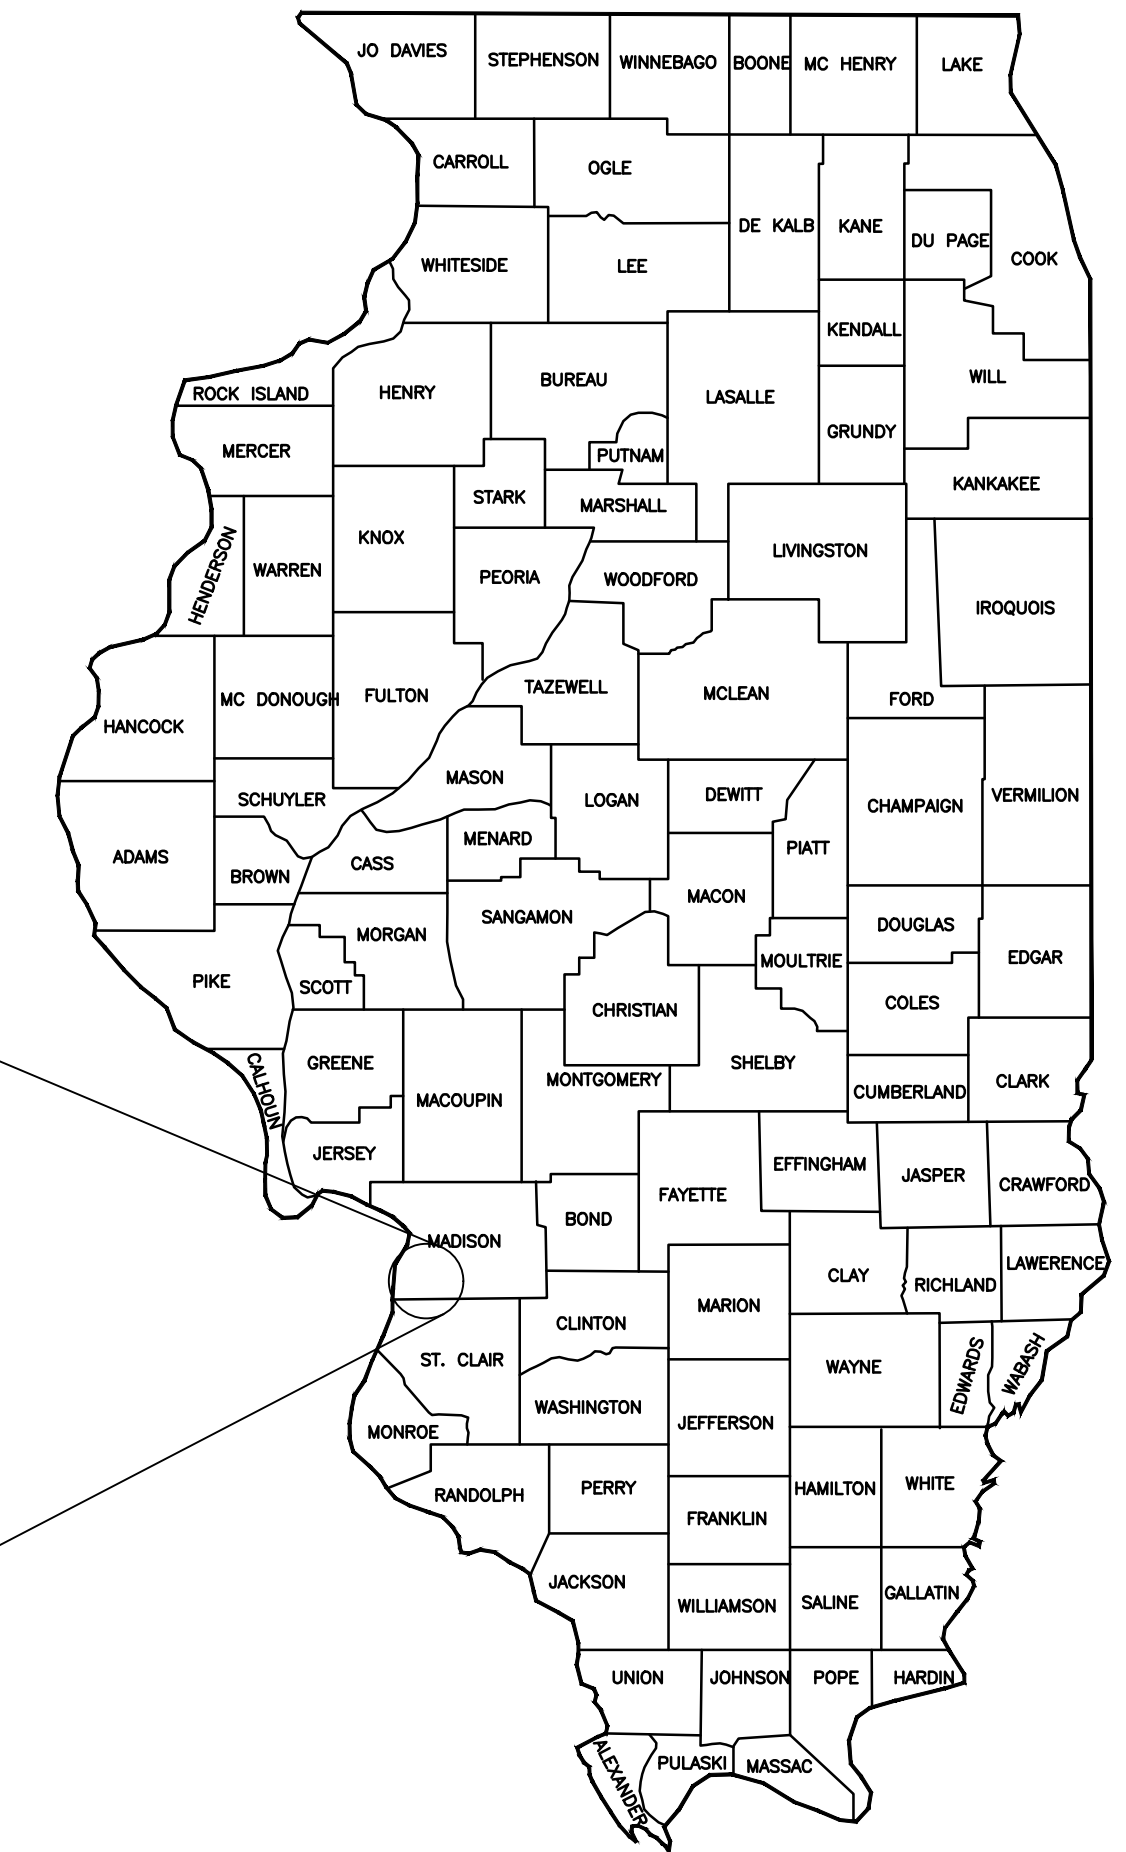 JO DAVIES
STEPHENSON
WINNEBAGO
BOONE
MC HENRY
LAKE
CARROLL
OGLE
DE KALB
KANE
DU PAGE
COOK
WHITESIDE
LEE
KENDALL
ROCK ISLAND
HENRY
BUREAU
LASALLE
WILL
MERCER
PUTNAM
GRUNDY
STARK
MARSHALL
KANKAKEE
HENDERSON
WARREN
KNOX
PEORIA
WOODFORD
LIVINGSTON
IROQUOIS
HANCOCK
MC DONOUGH
FULTON
TAZEWELL
MCLEAN
FORD
SCHUYLER
MASON
LOGAN
DEWITT
CHAMPAIGN
VERMILION
ADAMS
BROWN
CASS
MENARD
PIATT
MACON
PIKE
SCOTT
MORGAN
SANGAMON
CHRISTIAN
MOULTRIE
DOUGLAS
EDGAR
COLES
CALHOUN
GREENE
MACOUPIN
MONTGOMERY
SHELBY
CUMBERLAND
CLARK
JERSEY
FAYETTE
EFFINGHAM
JASPER
CRAWFORD
MADISON
BOND
CLAY
RICHLAND
LAWERENCE
CLINTON
MARION
ST. CLAIR
WAYNE
EDWARDS
WABASH
MONROE
WASHINGTON
JEFFERSON
RANDOLPH
PERRY
FRANKLIN
HAMILTON
WHITE
JACKSON
WILLIAMSON
SALINE
GALLATIN
UNION
JOHNSON
POPE
HARDIN
ALEXANDER
PULASKI
MASSAC